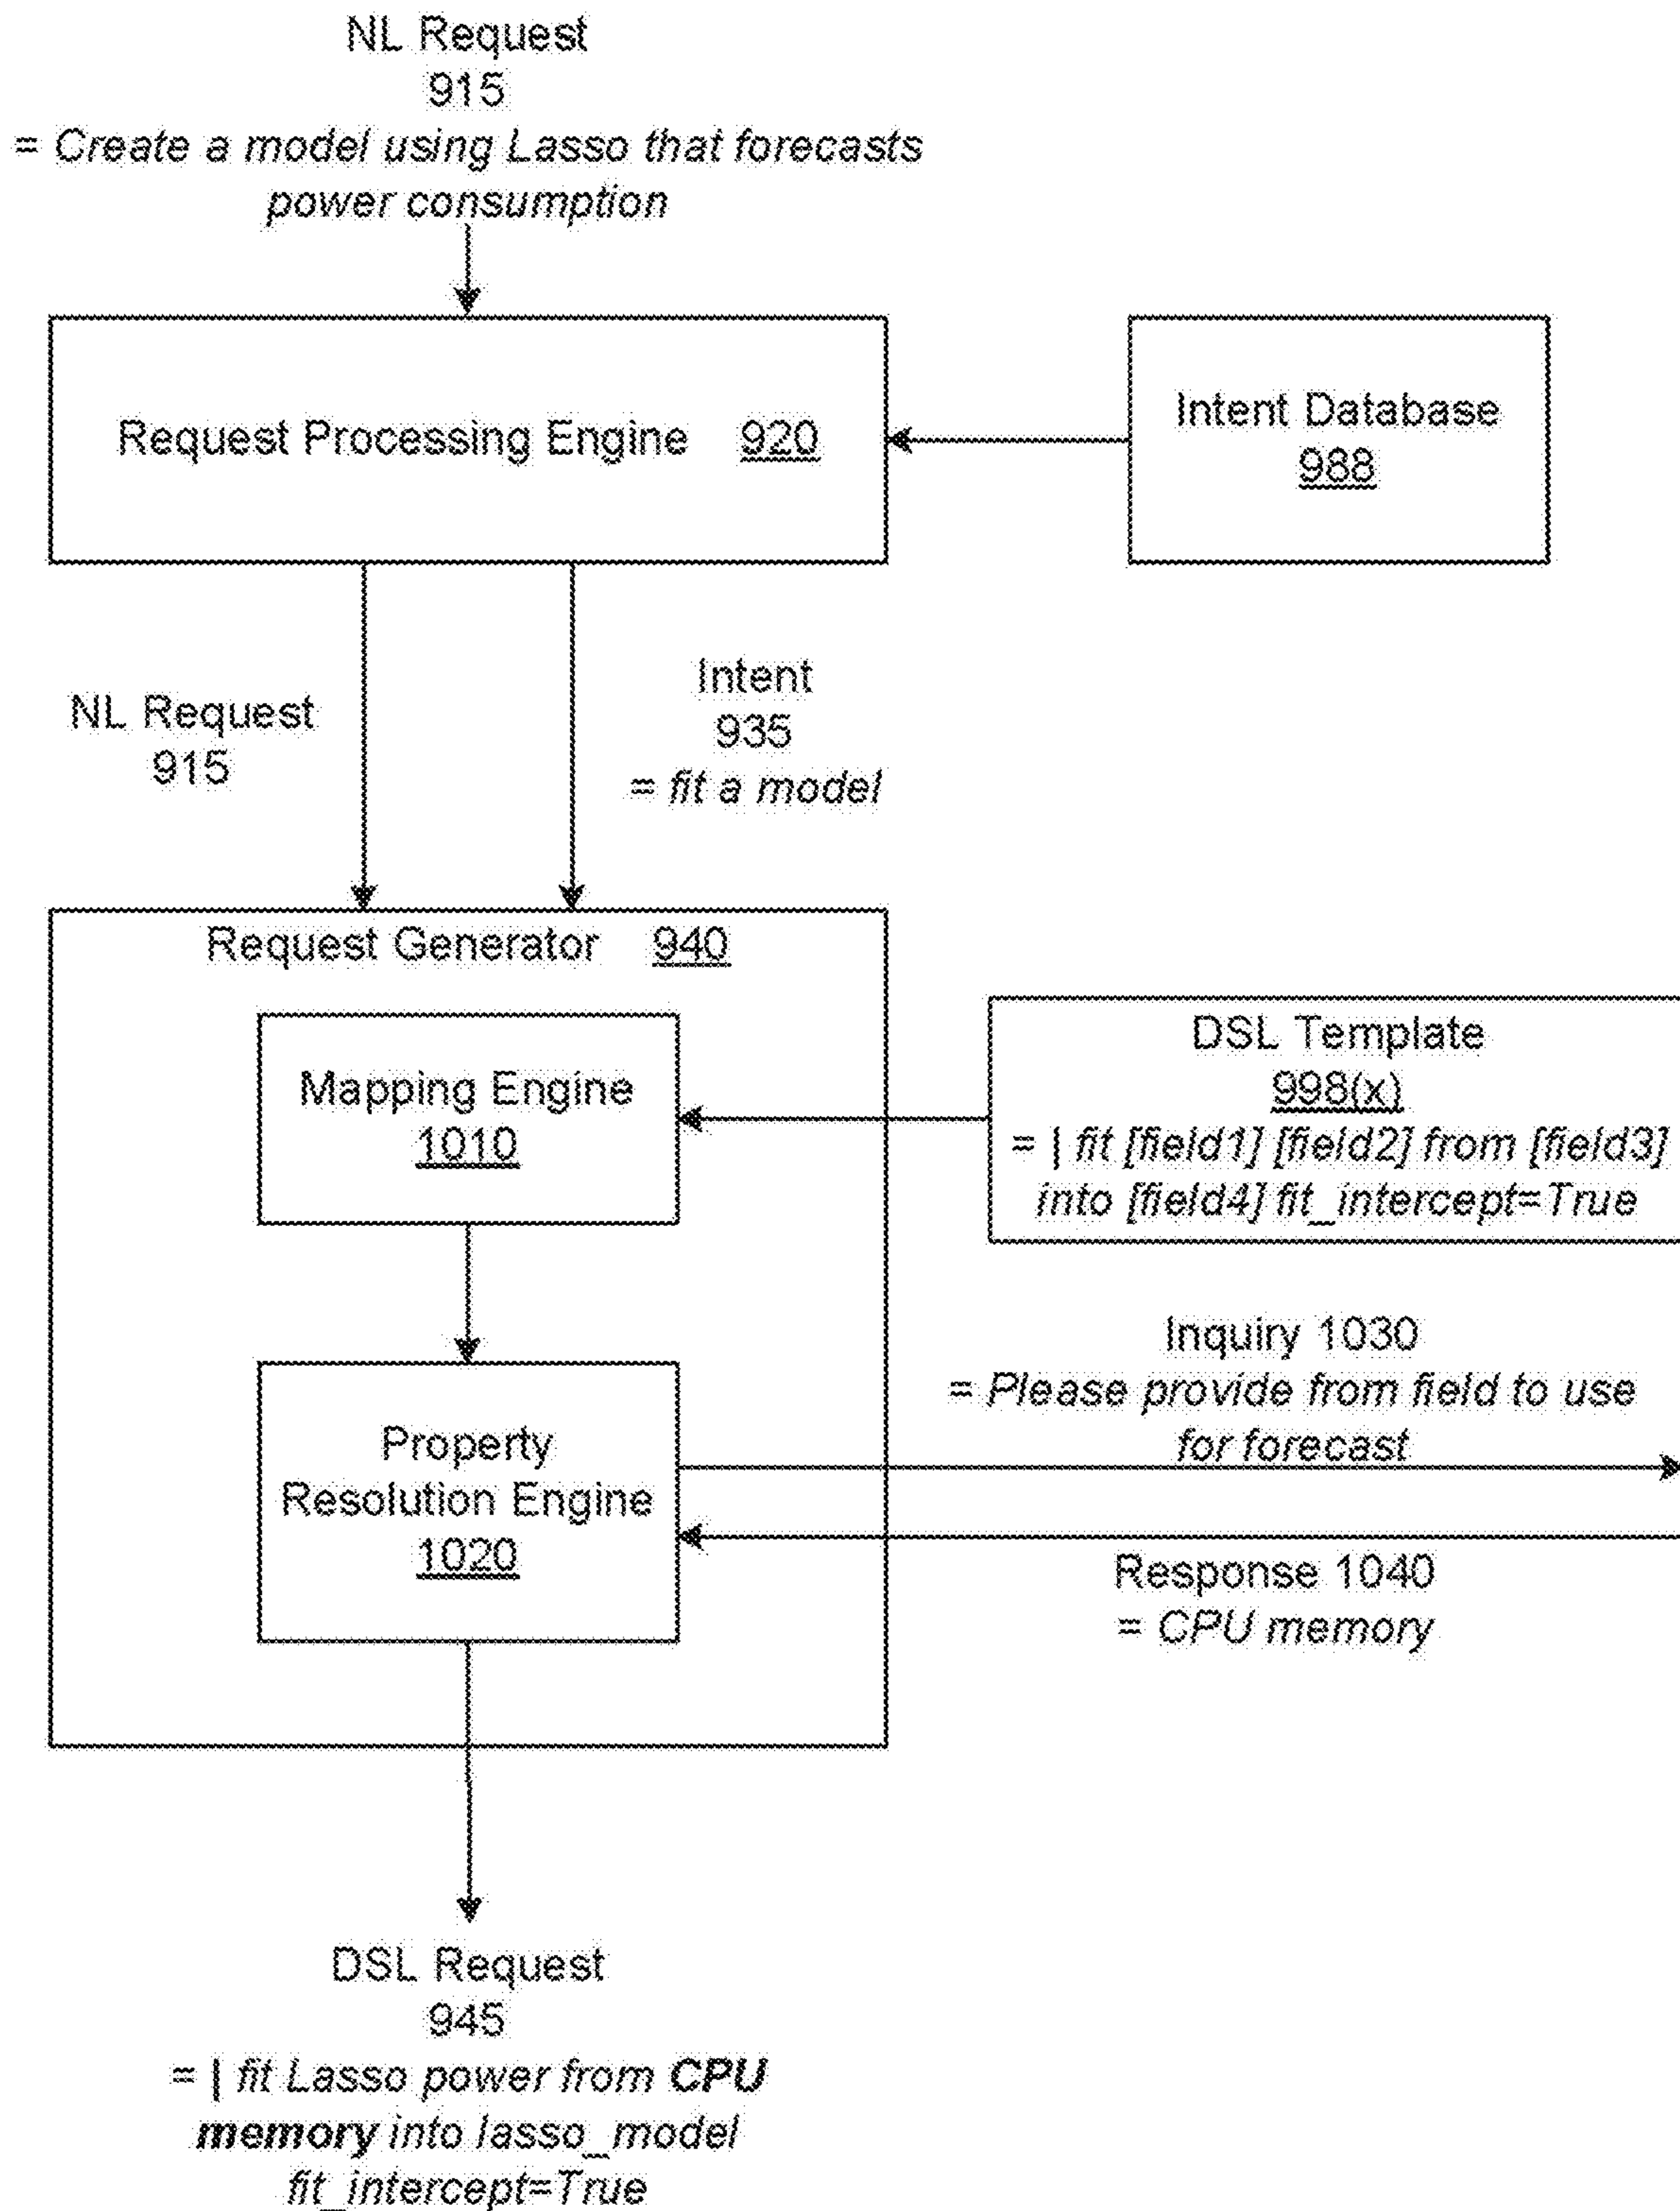 NL Request
915
= Create a model using Lasso that forecasts
power consumption
Request Processing Engine 920
Intent Database
988
NL Request
915
Intent
935
= fit a model
Request Generator 940
Mapping Engine
1010
DSL Template
998(x)
= | fit [field1] [field2] from [field3]
into [field4] fit_intercept=True
Inquiry 1030
= Please provide from field to use
for forecast
Property
Resolution Engine
1020
Response 1040
= CPU memory
DSL Request
945
= | fit Lasso power from CPU
memory into lasso_model
fit_intercept=True